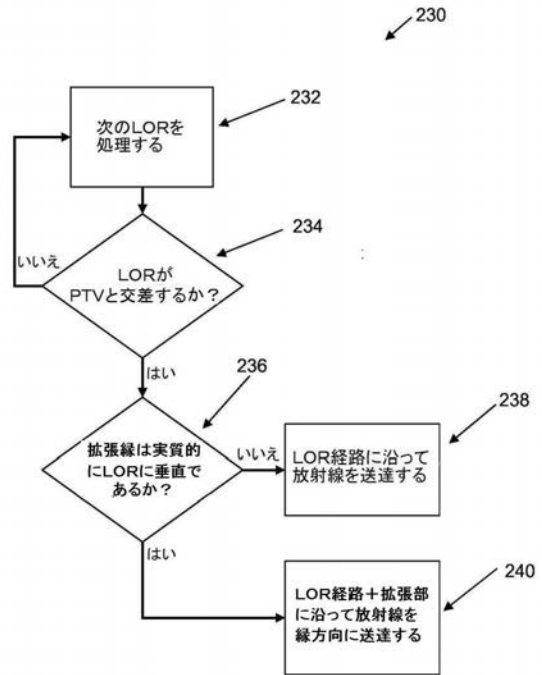 230
232
次のLORを
処理する
234
LORが
PTVと交差するか？
いいえ
はい
236
拡張縁は実質的
にLORに垂直で
あるか？
いいえ
238
LOR経路に沿って
放射線を送達する
はい
240
LOR経路＋拡張部
に沿って放射線を
縁方向に送達する